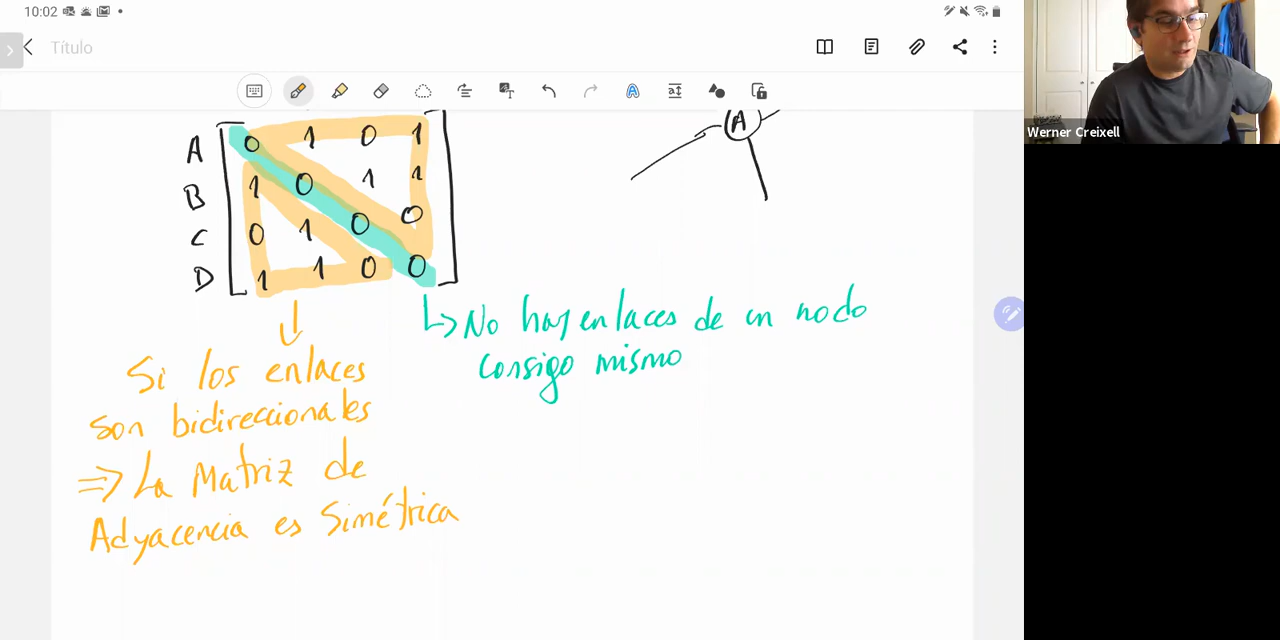 10:02
Título
Werner Creixell
A 0 1 0 1
B 1 0 1 1
C 0 1 0 0
D 1 1 0 0
A
↳ No hay enlaces de un nodo
consigo mismo
Si los enlaces
son bidireccionales
=> La Matriz de
Adyacencia es Simétrica